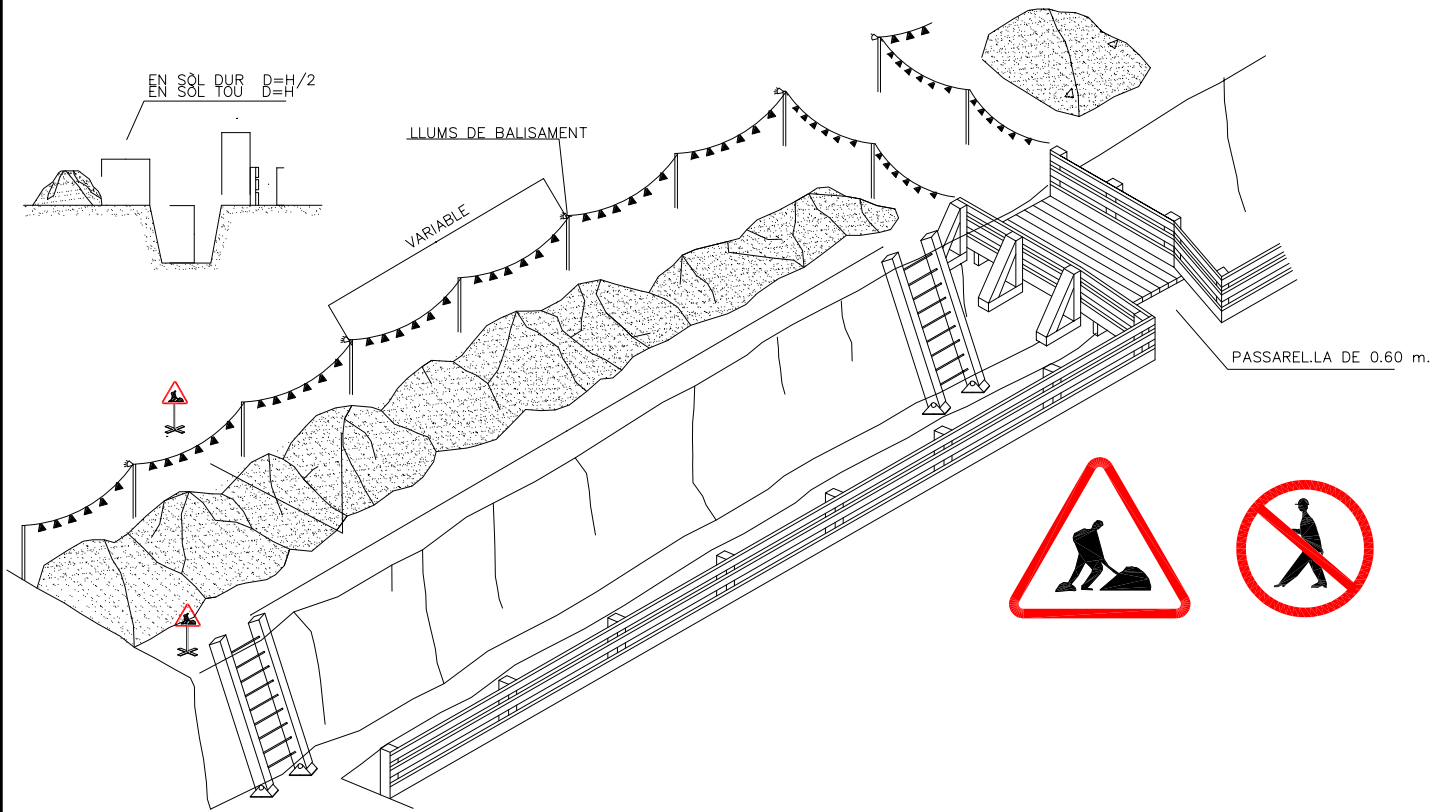 EN SÒL DUR D=H/2
EN SÒL TOU D=H
LLUMS DE BALISAMENT
VARIABLE
PASSAREL.LA DE 0.60 m.